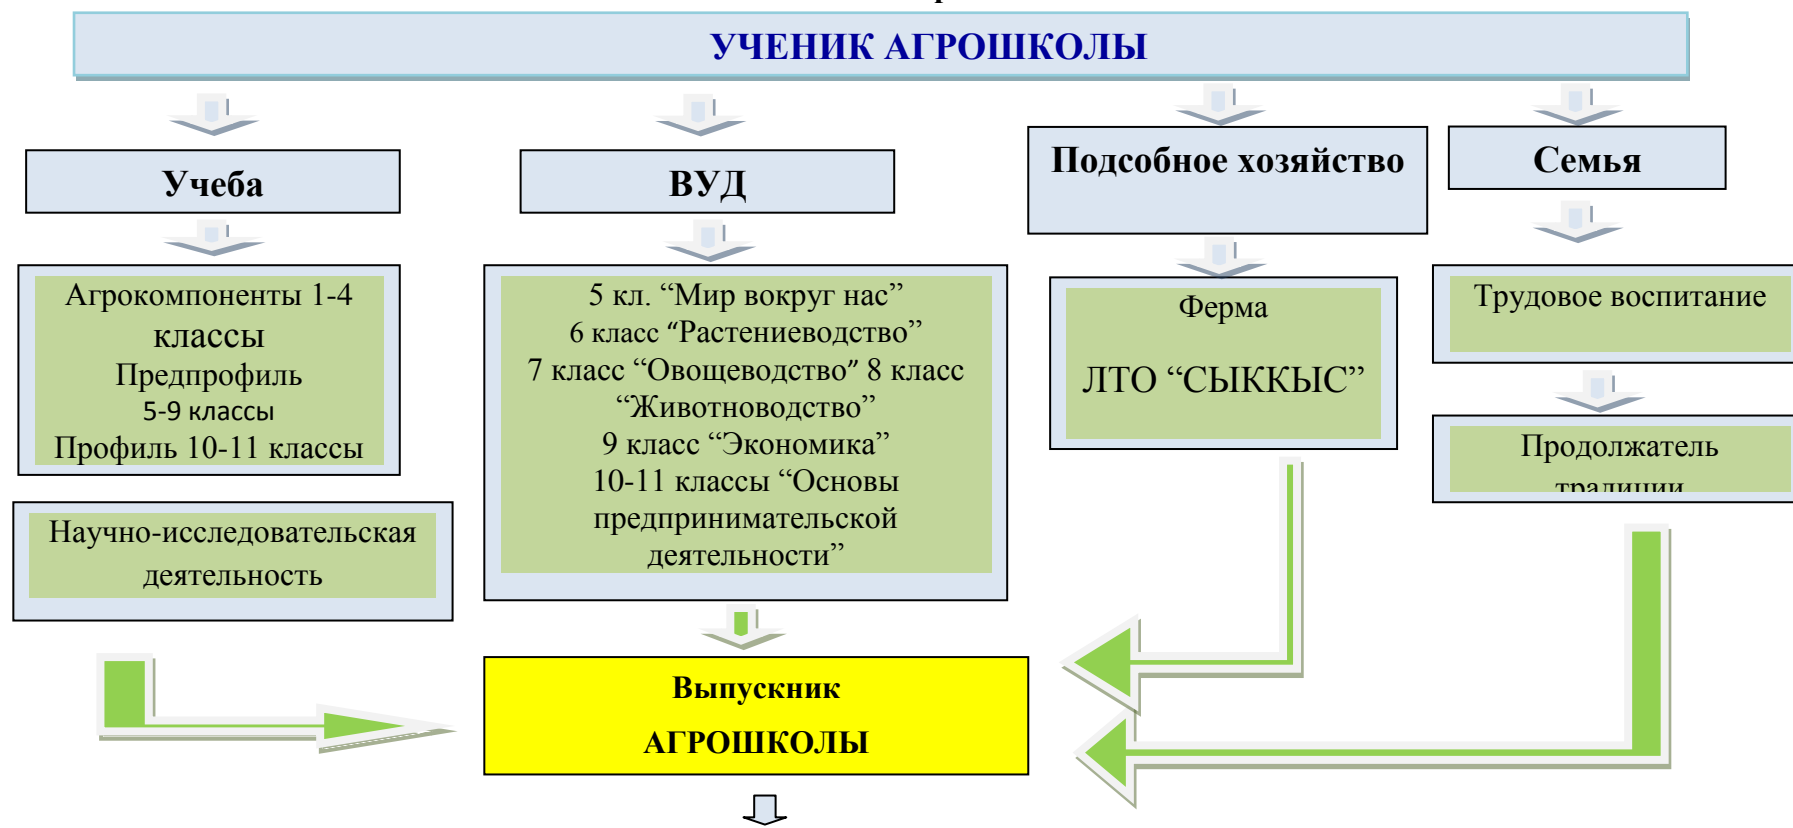 УЧЕНИК АГРОШКОЛЫ
Учеба
ВУД
Подсобное хозяйство
Семья
Агрокомпоненты 1-4
классы
Предпрофиль
5-9 классы
Профиль 10-11 классы
Научно-исследовательская
деятельность
5 кл. “Мир вокруг нас”
6 класс “Растениеводство”
7 класс “Овощеводство” 8 класс
“Животноводство”
9 класс “Экономика”
10-11 классы “Основы
предпринимательской
деятельности”
Ферма
ЛТО “СЫККЫС”
Трудовое воспитание
Продолжатель
традиции
Выпускник
АГРОШКОЛЫ